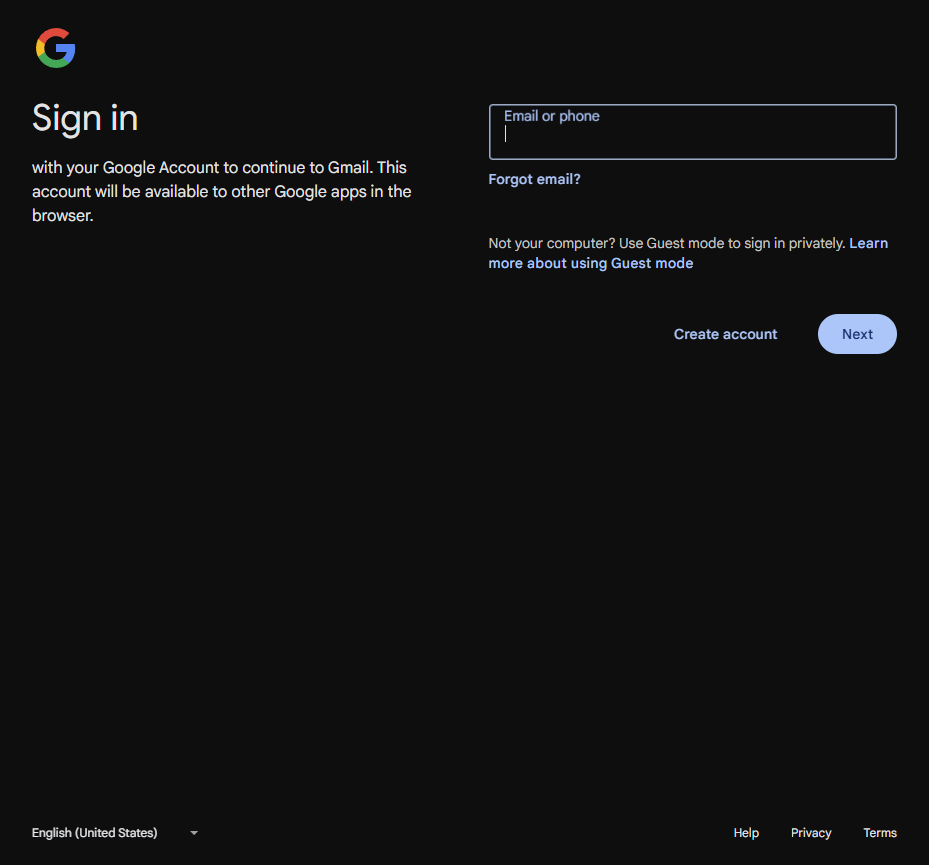 Sign in
with your Google Account to continue to Gmail. This
account will be available to other Google apps in the
browser.
Email or phone
Forgot email?
Not your computer? Use Guest mode to sign in privately. Learn
more about using Guest mode
Create account
Next
English (United States)
Help
Privacy
Terms